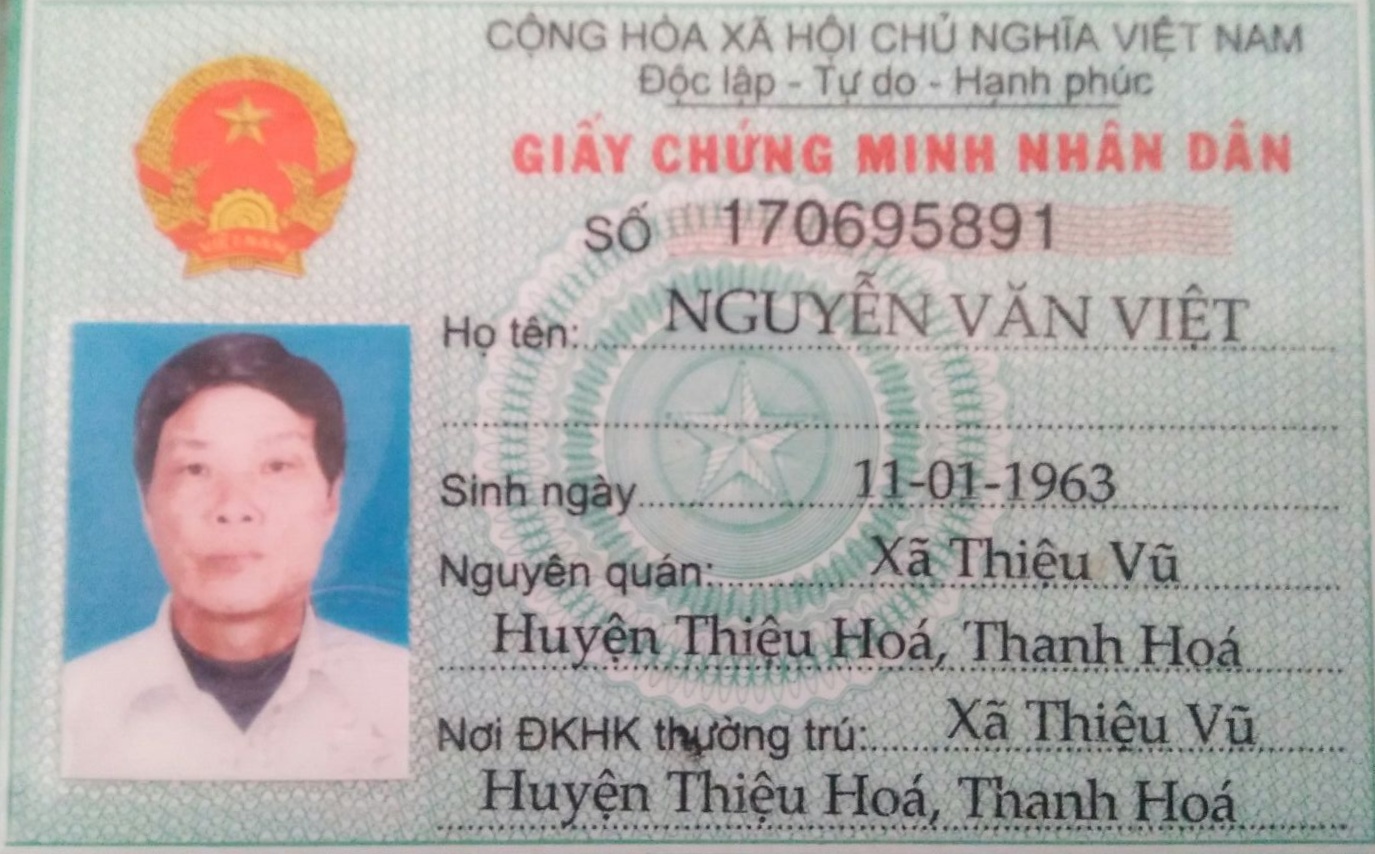 CỘNG HÒA XÃ HỘI CHỦ NGHĨA VIỆT NAM
Độc lập - Tự do - Hạnh phúc
GIẤY CHỨNG MINH NHÂN DÂN
SỐ 170695891
Họ tên: NGUYỄN VĂN VIỆT
Sinh ngày 11-01-1963
Nguyên quán: Xã Thiệu Vũ
Huyện Thiệu Hoá, Thanh Hoá
Nơi ĐKHK thường trú: Xã Thiệu Vũ
Huyện Thiệu Hoá, Thanh Hoá
VIỆT NAM